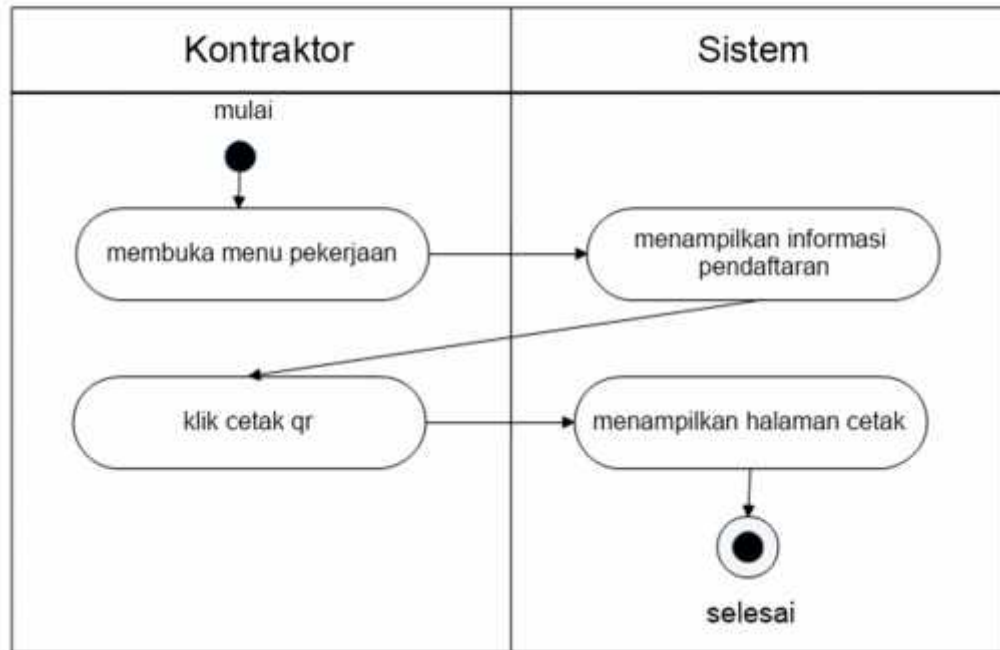 Kontraktor
Sistem
mulai
membuka menu pekerjaan
menampilkan informasi
pendaftaran
klik cetak qr
menampilkan halaman cetak
selesai